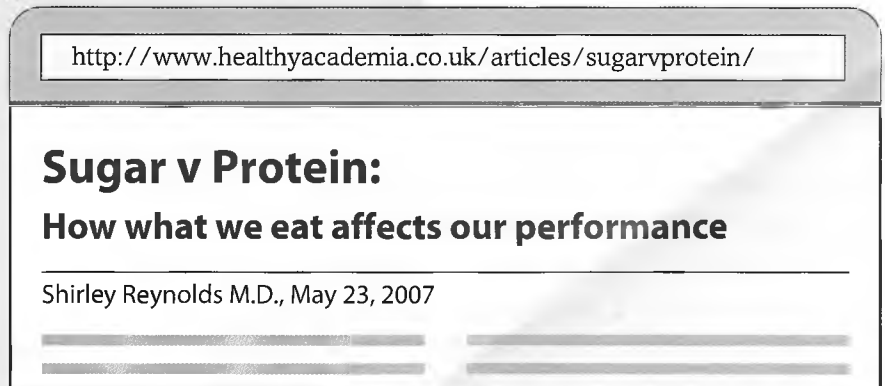 http://www.healthyacademia.co.uk/articles/sugarvprotein/
Sugar v Protein:
How what we eat affects our performance
Shirley Reynolds M.D., May 23, 2007